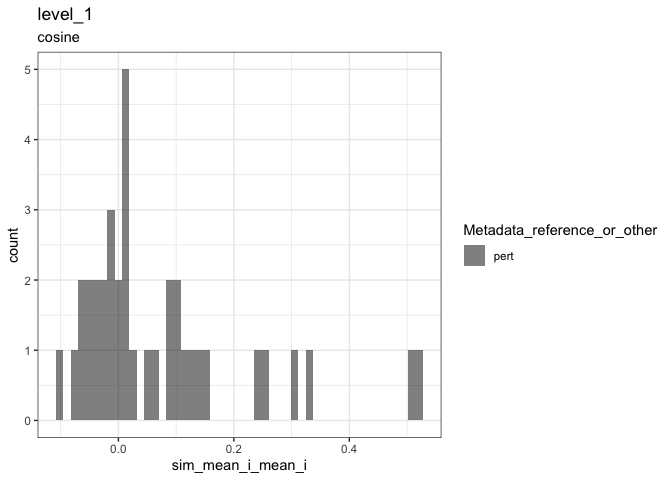 level_1
cosine
5
4
3
2
1
0
count
0.0 0.2 0.4
sim_mean_i_mean_i
Metadata_reference_or_other
pert